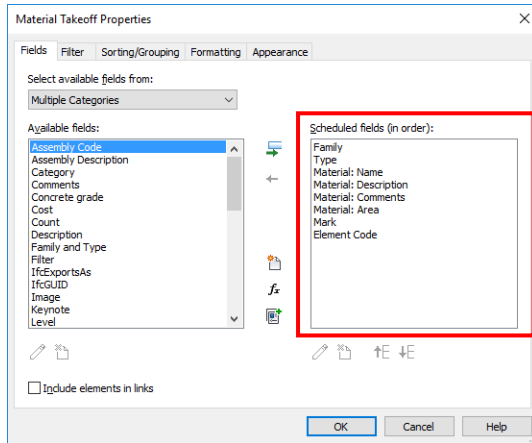 Material Takeoff Properties
Fields Filter Sorting/Grouping Formatting Appearance
Select available fields from:
Multiple Categories
Available fields:
Assembly Code
Assembly Description
Category
Comments
Concrete grade
Cost
Count
Description
Family and Type
Filter
IfcExportsAs
IfcGUID
Image
Keynote
Level
fx
Scheduled fields (in order):
Family
Type
Material: Name
Material: Description
Material: Comments
Material: Area
Mark
Element Code
Include elements in links
OK Cancel Help